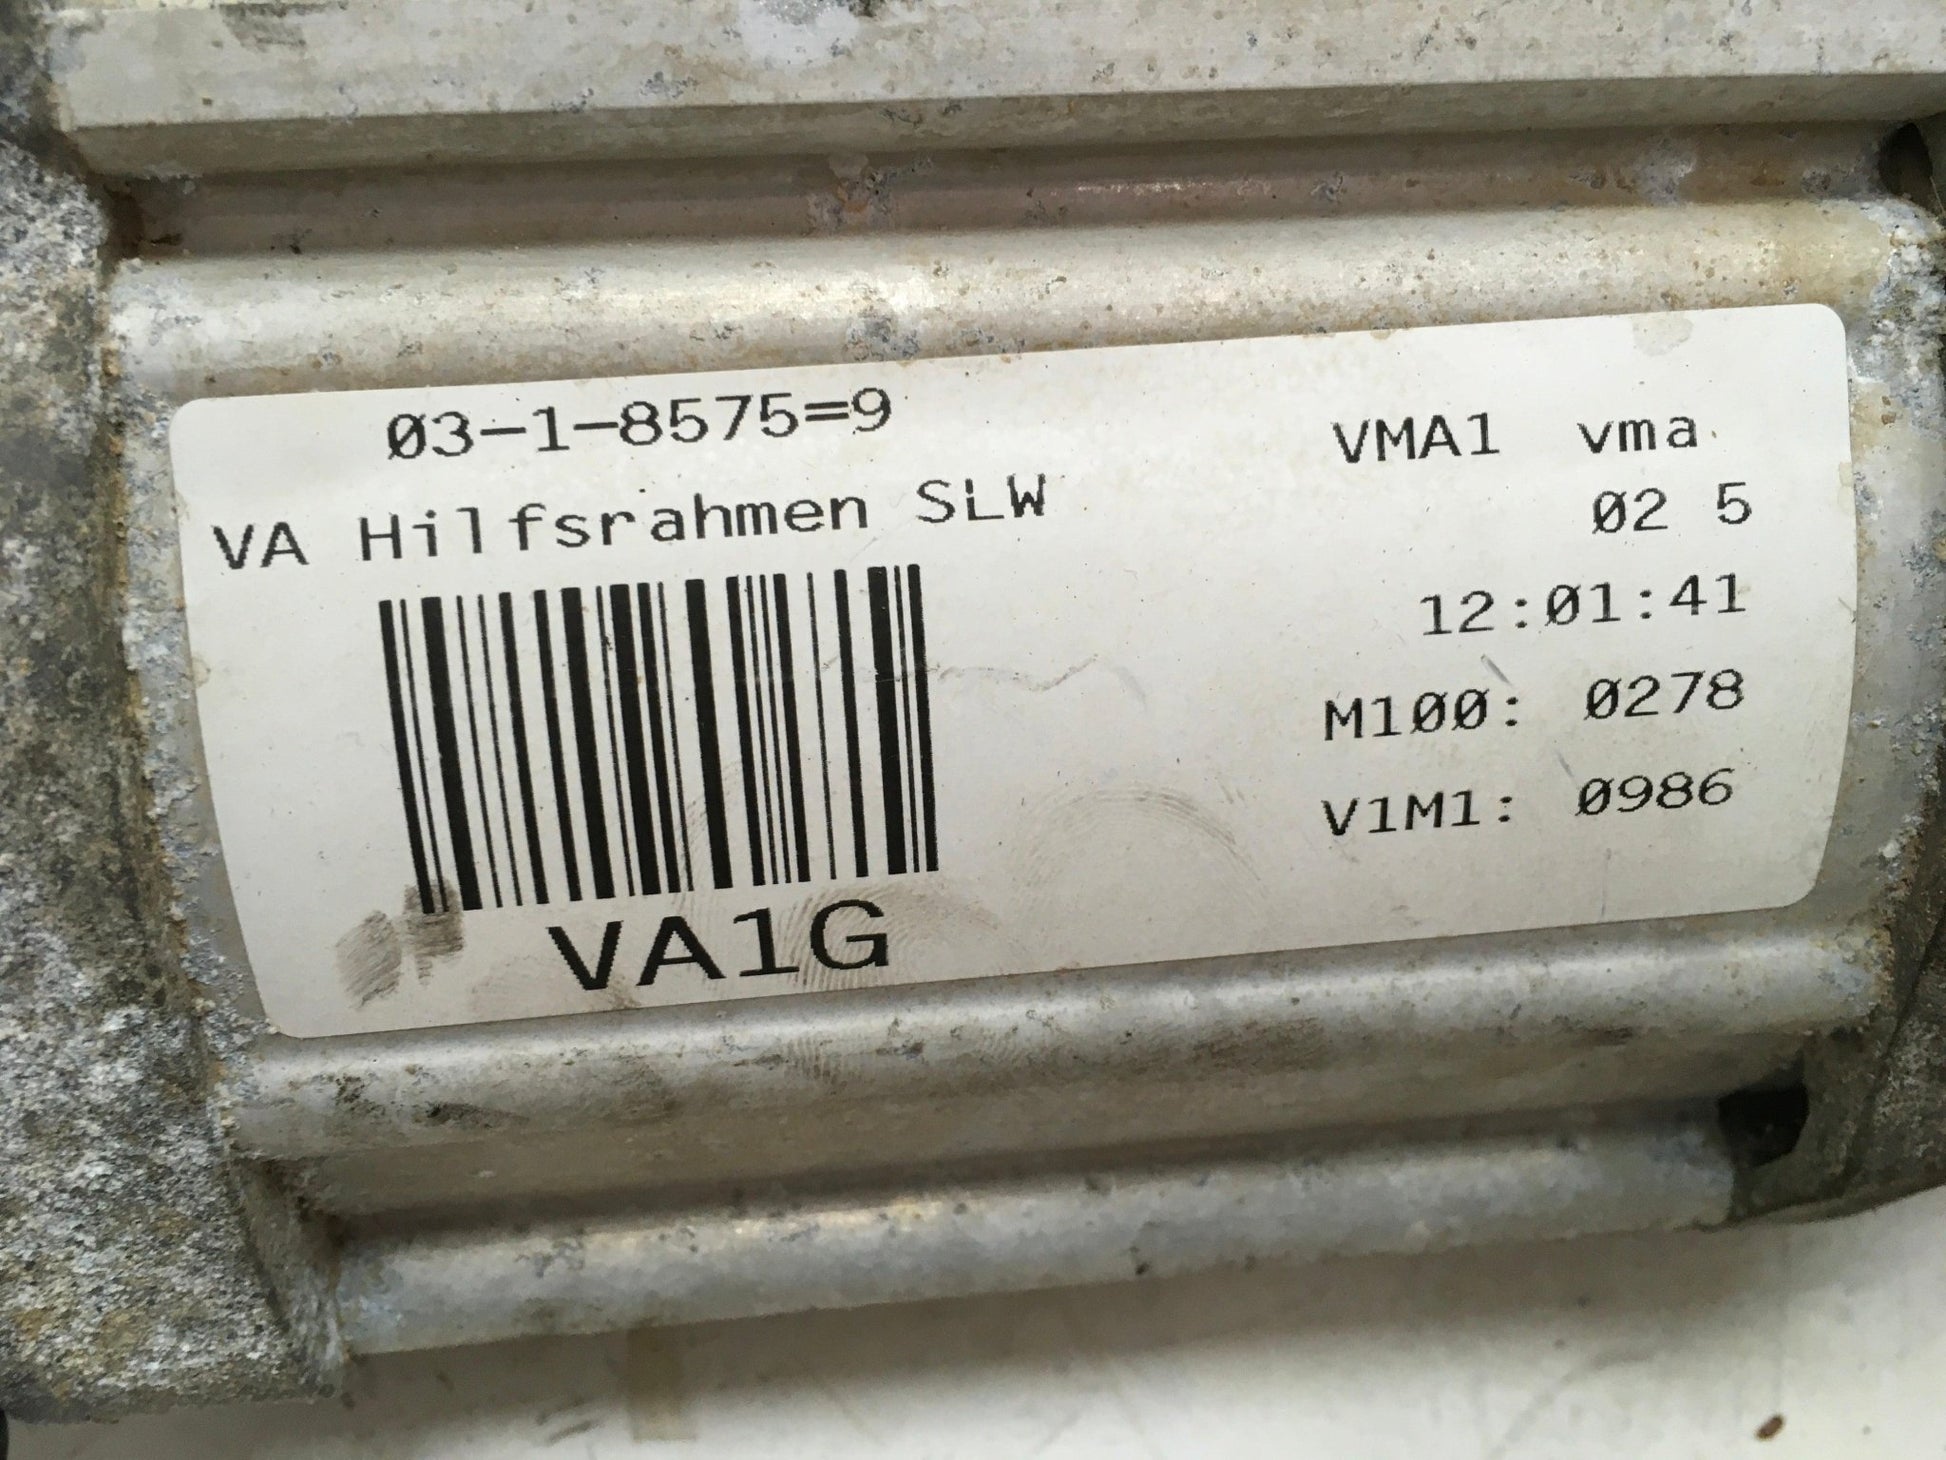 03-1-8575=9
VA Hilfsrahmen SLW
VA1G
VMA1 vma
02 5
12:01:41
M100: 0278
V1M1: 0986